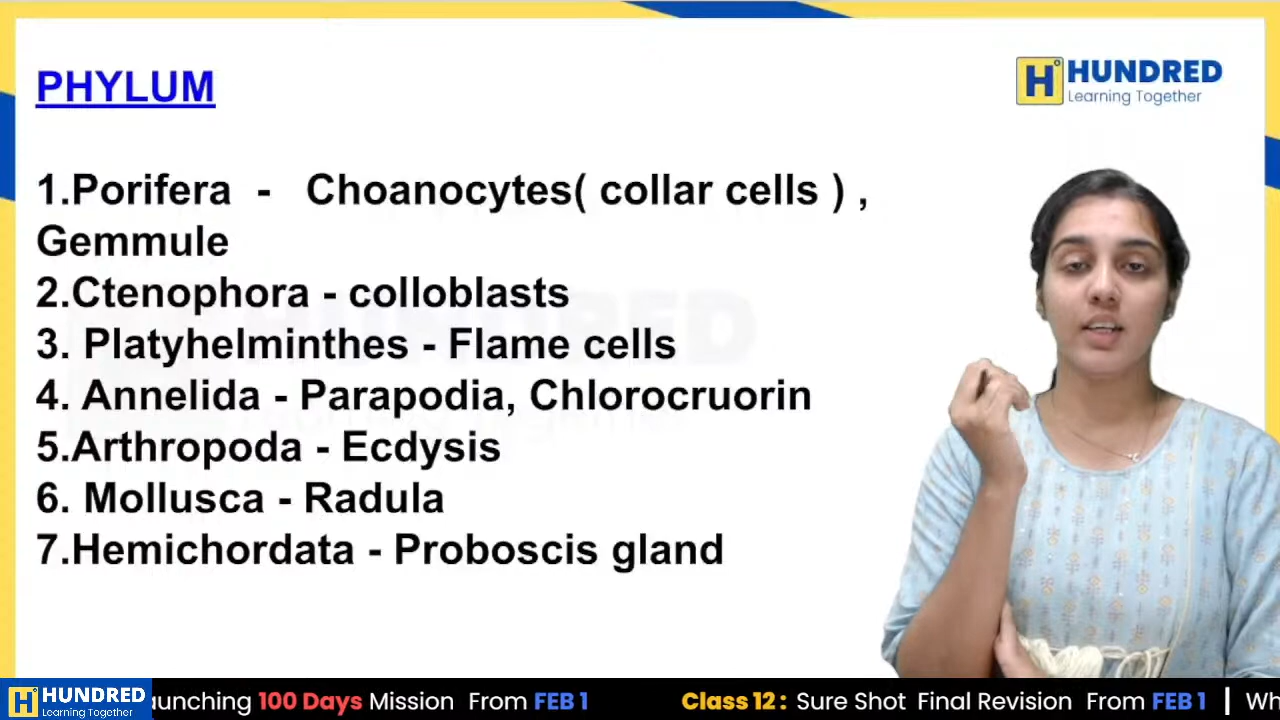 PHYLUM
H° HUNDRED
Learning Together
1.Porifera - Choanocytes( collar cells ) ,
Gemmule
2.Ctenophora - colloblasts
3. Platyhelminthes - Flame cells
4. Annelida - Parapodia, Chlorocruorin
5.Arthropoda - Ecdysis
6. Mollusca - Radula
7.Hemichordata - Proboscis gland
H° HUNDRED
Learning Together
aunching 100 Days Mission From FEB 1 Class 12 : Sure Shot Final Revision From FEB 1 | Wh